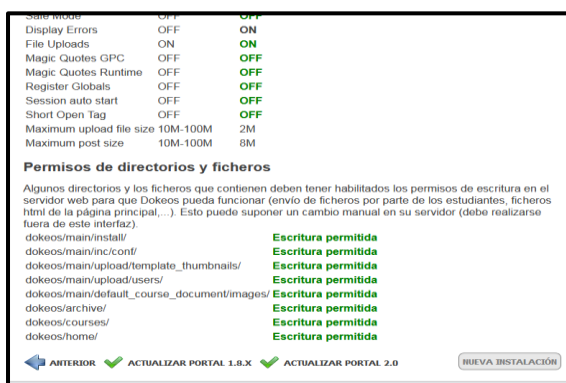 Safe Mode OFF OFF
Display Errors OFF ON
File Uploads ON ON
Magic Quotes GPC OFF OFF
Magic Quotes Runtime OFF OFF
Register Globals OFF OFF
Session auto start OFF OFF
Short Open Tag OFF OFF
Maximum upload file size 10M-100M 2M
Maximum post size 10M-100M 8M
Permisos de directorios y ficheros
Algunos directorios y los ficheros que contienen deben tener habilitados los permisos de escritura en el
servidor web para que Dokeos pueda funcionar (envío de ficheros por parte de los estudiantes, ficheros
html de la página principal,...). Esto puede suponer un cambio manual en su servidor (debe realizarse
fuera de este interfaz).
dokeos/main/install/ Escritura permitida
dokeos/main/inc/conf/ Escritura permitida
dokeos/main/upload/template_thumbnails/ Escritura permitida
dokeos/main/upload/users/ Escritura permitida
dokeos/main/default_course_document/images/ Escritura permitida
dokeos/archive/ Escritura permitida
dokeos/courses/ Escritura permitida
dokeos/home/ Escritura permitida
ANTERIOR ACTUALIZAR PORTAL 1.8.X ACTUALIZAR PORTAL 2.0 NUEVA INSTALACIÓN